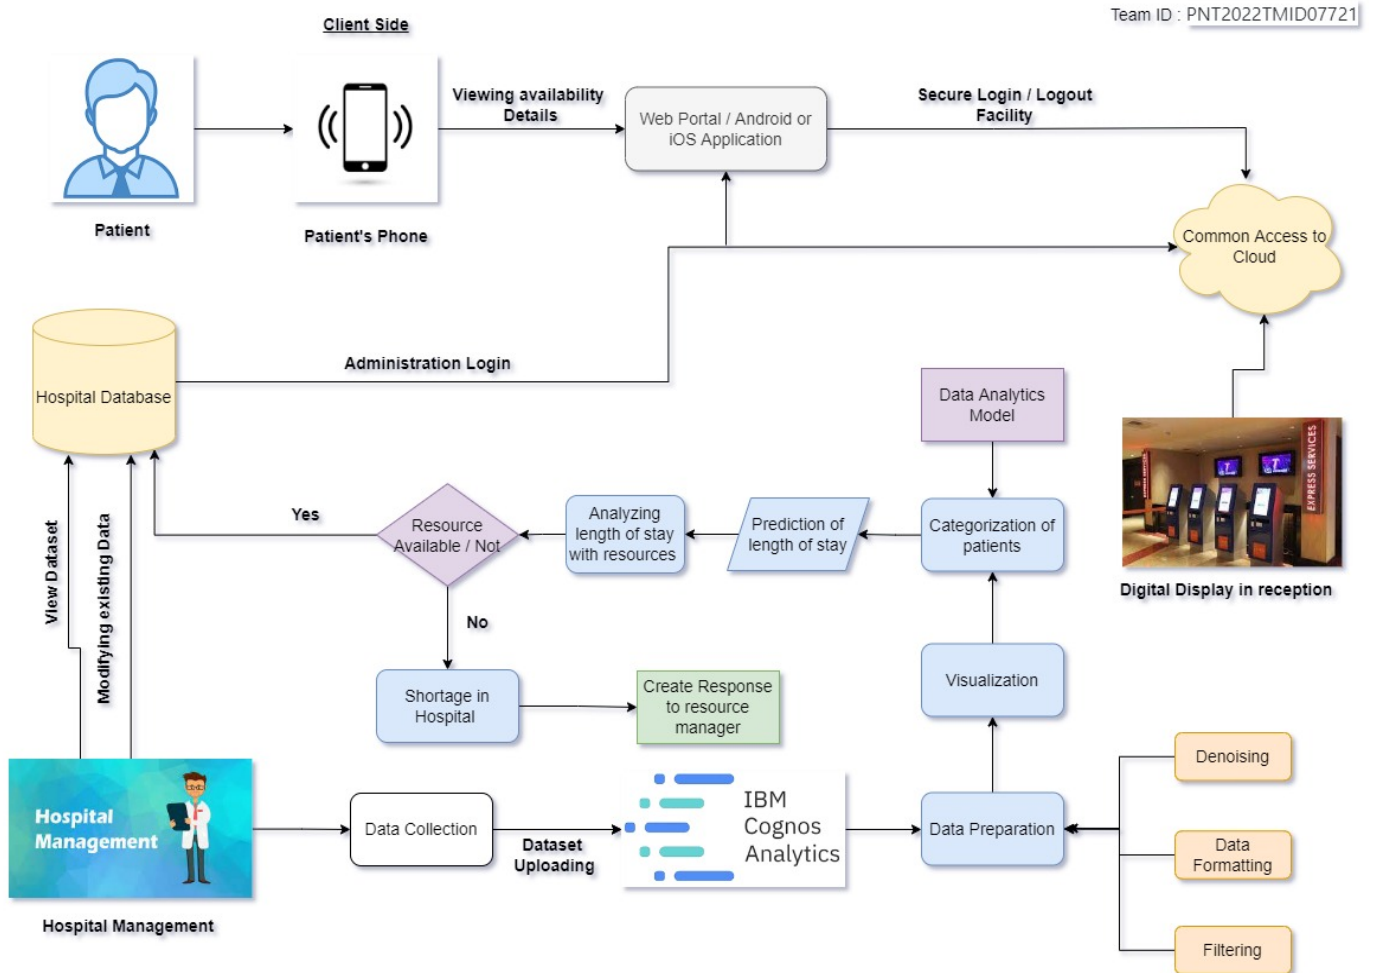 Team ID : PNT2022TMID07721
Client Side
Viewing availability
Details
Web Portal / Android or
iOS Application
Secure Login / Logout
Facility
Patient
Patient's Phone
Common Access to
Cloud
Hospital Database
Administration Login
Data Analytics
Model
EXPRESS SERVICES
Digital Display in reception
Yes
Resource
Available / Not
Analyzing
length of stay
with resources
Prediction of
length of stay
Categorization of
patients
View Dataset
Modifying existing Data
No
Shortage in
Hospital
Create Response
to resource
manager
Visualization
Hospital
Management
Hospital Management
Data Collection
Dataset
Uploading
IBM
Cognos
Analytics
Data Preparation
Denoising
Data
Formatting
Filtering